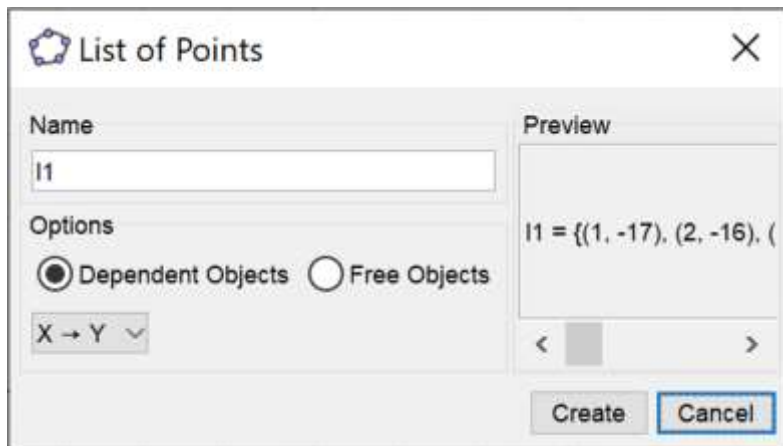 List of Points
Name
l1
Options
Dependent Objects
Free Objects
X → Y
Preview
l1 = {(1, -17), (2, -16), (
Create
Cancel